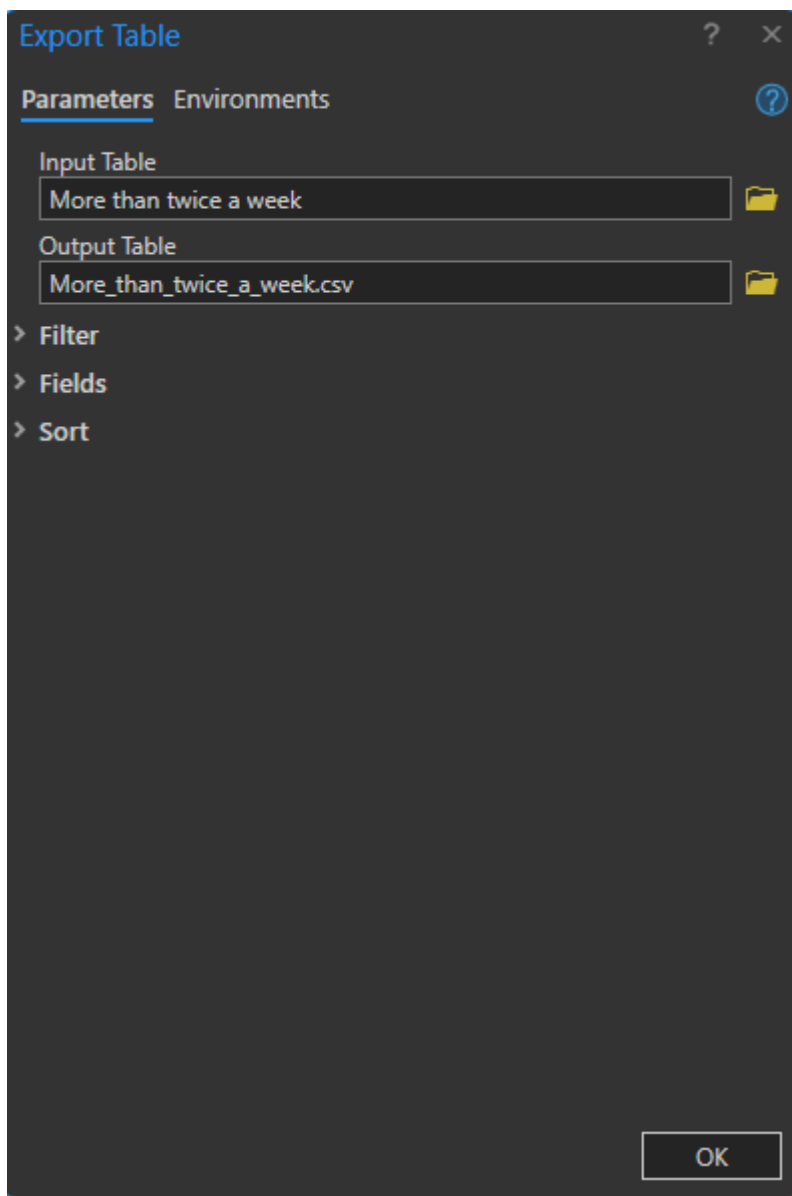 Export Table ? ×
Parameters Environments ?
Input Table
More than twice a week
Output Table
More_than_twice_a_week.csv
Filter
Fields
Sort
OK